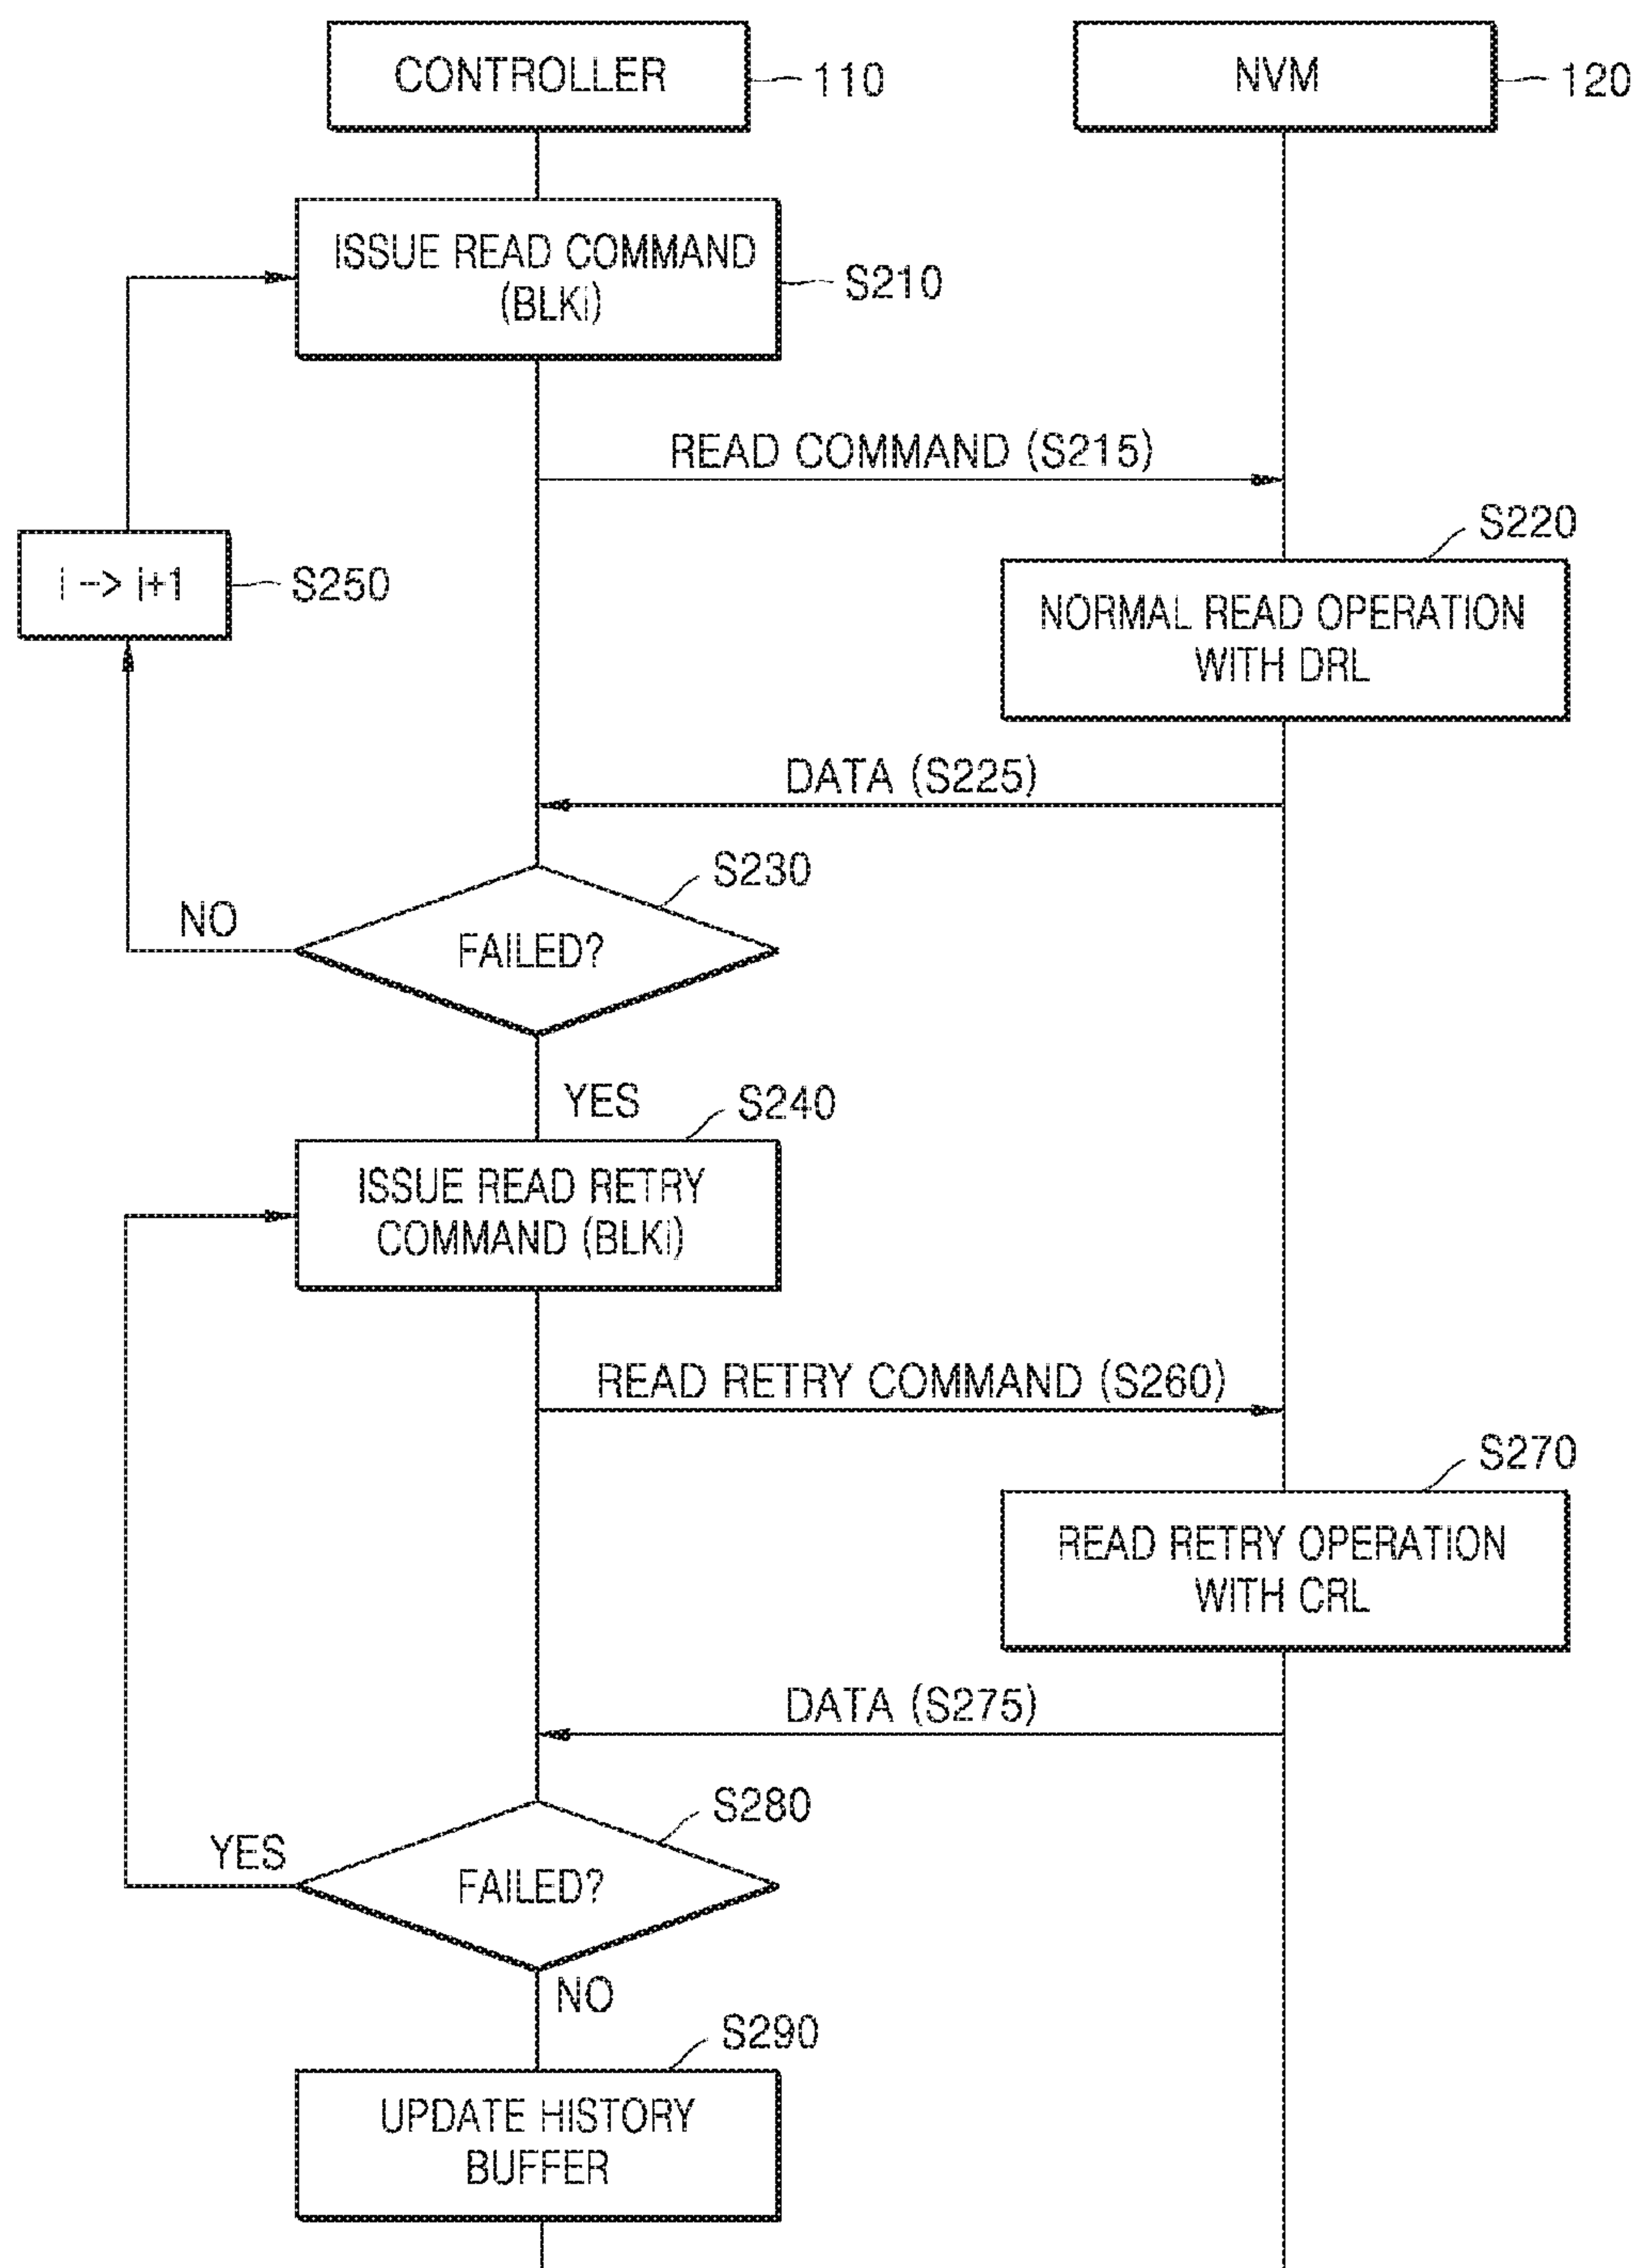 CONTROLLER
110
NVM
120
ISSUE READ COMMAND
(BLKi)
S210
READ COMMAND (S215)
S220
i --> i+1
S250
NORMAL READ OPERATION
WITH DRL
DATA (S225)
S230
NO
FAILED?
YES
S240
ISSUE READ RETRY
COMMAND (BLKi)
READ RETRY COMMAND (S260)
S270
READ RETRY OPERATION
WITH CRL
DATA (S275)
S280
YES
FAILED?
NO
S290
UPDATE HISTORY
BUFFER